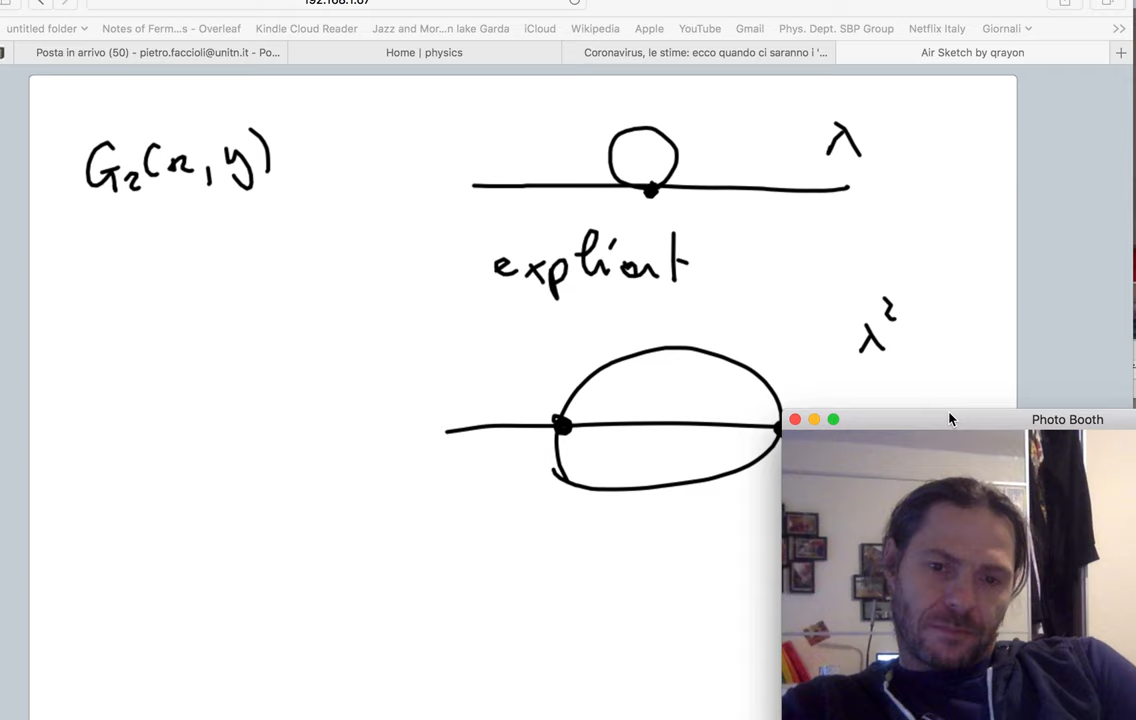 192.168.1.67
untitled folder Notes of Ferm...s - Overleaf Kindle Cloud Reader Jazz and Mor...n lake Garda iCloud Wikipedia Apple YouTube Gmail Phys. Dept. SBP Group Netflix Italy Giornali >>
Posta in arrivo (50) - pietro.faccioli@unitn.it - Po... Home | physics Coronavirus, le stime: ecco quando ci saranno i '... Air Sketch by qrayon +
G₂(x, y) λ
λ²
Photo Booth